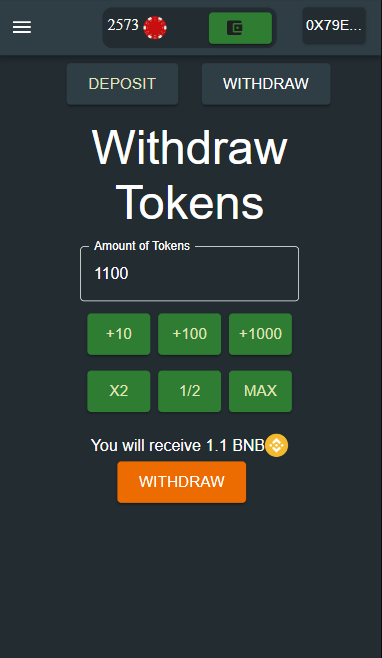 2573
0X79E...
DEPOSIT
WITHDRAW
Withdraw
Tokens
Amount of Tokens
1100
+10
+100
+1000
X2
1/2
MAX
You will receive 1.1 BNB
WITHDRAW